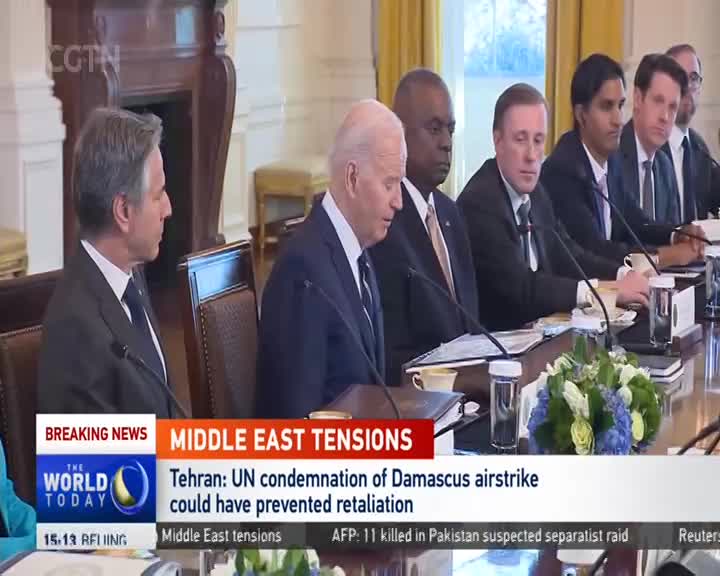 CGTN
BREAKING NEWS
MIDDLE EAST TENSIONS
THE
WORLD
TODAY
Tehran: UN condemnation of Damascus airstrike
could have prevented retaliation
15:13 BEIJING
Middle East tensions AFP: 11 killed in Pakistan suspected separatist raid Reuters